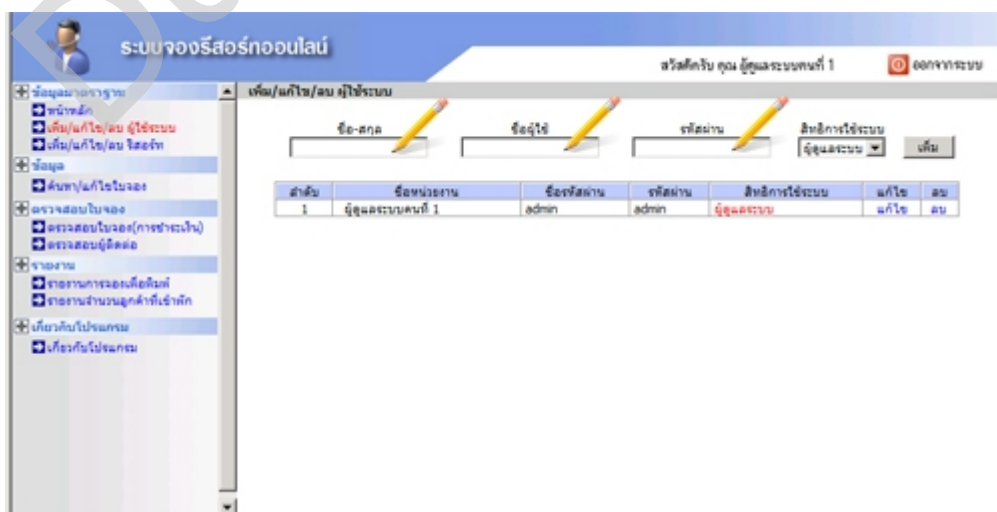 ระบบจองรีสอร์ทออนไลน์
สวัสดีครับ คุณ ผู้ดูแลระบบคนที่ 1 ออกจากระบบ
ข้อมูลมาตราฐาน
หน้าหลัก
เพิ่ม/แก้ไข/ลบ ผู้ใช้ระบบ
เพิ่ม/แก้ไข/ลบ รีสอร์ท
ข้อมูล
ค้นหา/แก้ไขใบจอง
ตรวจสอบใบจอง
ตรวจสอบใบจอง(การชำระเงิน)
ตรวจสอบผู้ติดต่อ
รายงาน
รายงานการจองเพื่อพิมพ์
รายงานจำนวนลูกค้าที่เข้าพัก
เกี่ยวกับโปรแกรม
เกี่ยวกับโปรแกรม
เพิ่ม/แก้ไข/ลบ ผู้ใช้ระบบ
ชื่อ-สกุล ชื่อผู้ใช้ รหัสผ่าน สิทธิการใช้ระบบ
ผู้ดูแลระบบ เพิ่ม
ลำดับ ชื่อหน่วยงาน ชื่อรหัสผ่าน รหัสผ่าน สิทธิการใช้ระบบ แก้ไข ลบ
1 ผู้ดูแลระบบคนที่ 1 admin admin ผู้ดูแลระบบ แก้ไข ลบ